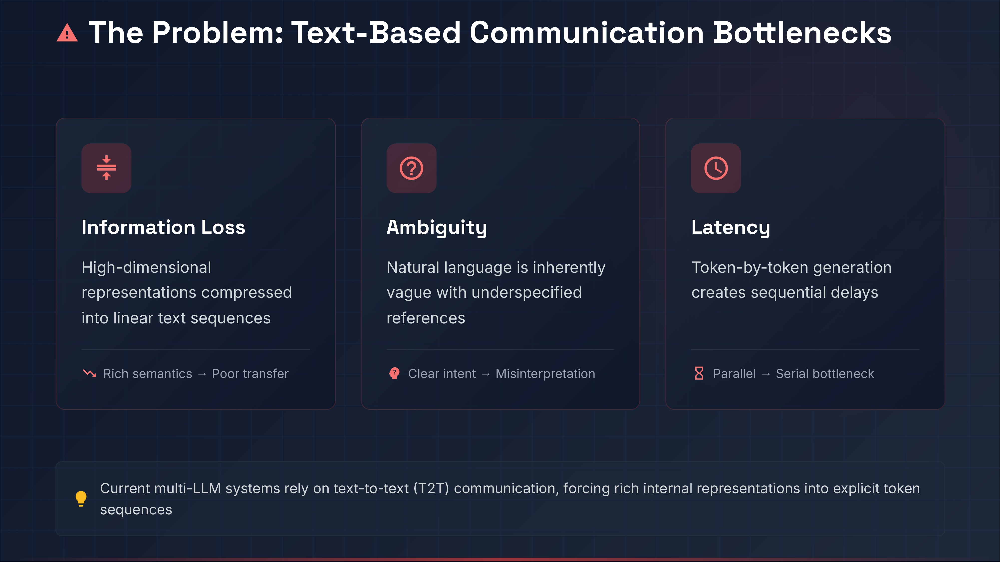 The Problem: Text-Based Communication Bottlenecks
Information Loss
High-dimensional
representations compressed
into linear text sequences
Rich semantics → Poor transfer
Ambiguity
Natural language is inherently
vague with underspecified
references
Clear intent → Misinterpretation
Latency
Token-by-token generation
creates sequential delays
Parallel → Serial bottleneck
Current multi-LLM systems rely on text-to-text (T2T) communication, forcing rich internal representations into explicit token
sequences